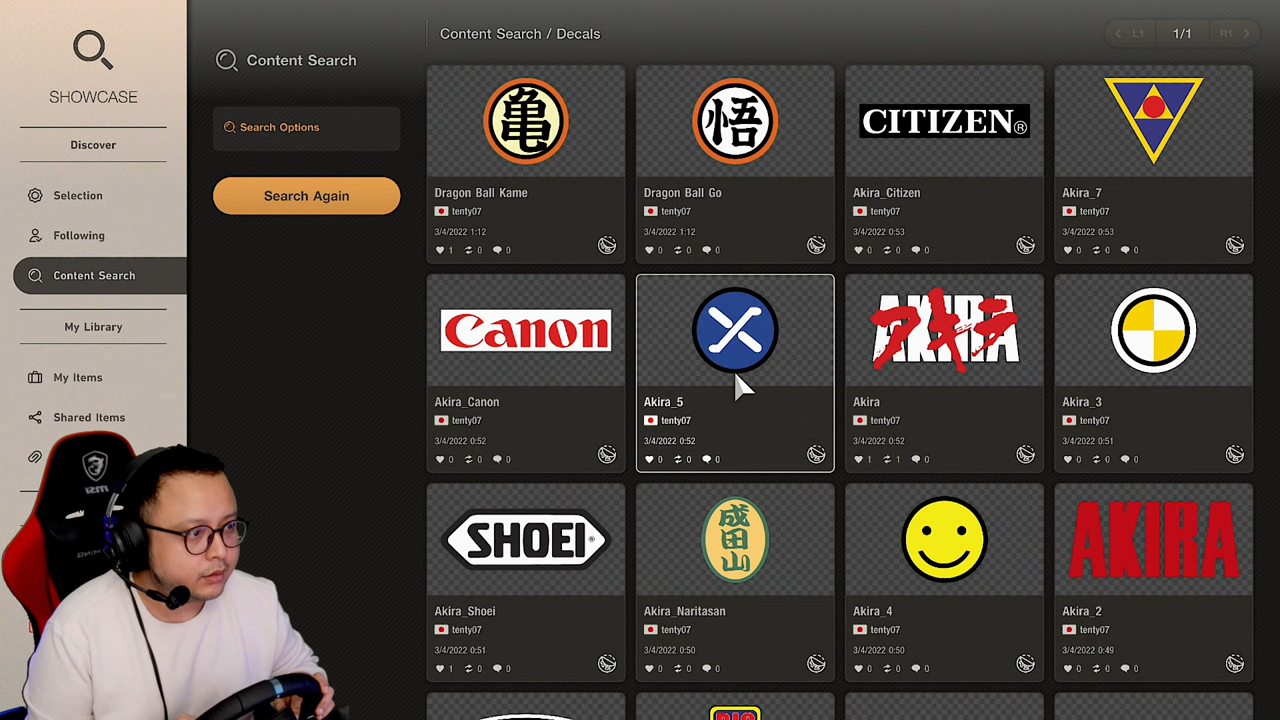 SHOWCASE
Discover
Selection
Following
Content Search
My Library
My Items
Shared Items
msi
Content Search
Search Options
Search Again
Content Search / Decals
L1
1/1
R1
亀
Dragon Ball Kame
tenty07
3/4/2022 1:12
1 0 0
悟
Dragon Ball Go
tenty07
3/4/2022 1:12
0 0 0
CITIZEN®
Akira_Citizen
tenty07
3/4/2022 0:53
0 0 0
Akira_7
tenty07
3/4/2022 0:53
0 0 0
Canon
Akira_Canon
tenty07
3/4/2022 0:52
0 0 0
Akira_5
tenty07
3/4/2022 0:52
0 0 0
AKIRA
アキラ
Akira
tenty07
3/4/2022 0:52
1 1 0
Akira_3
tenty07
3/4/2022 0:51
0 0 0
SHOEI®
Akira_Shoei
tenty07
3/4/2022 0:51
1 0 0
成田山
Akira_Naritasan
tenty07
3/4/2022 0:50
0 0 0
Akira_4
tenty07
3/4/2022 0:50
0 0 0
AKIRA
Akira_2
tenty07
3/4/2022 0:49
0 0 0